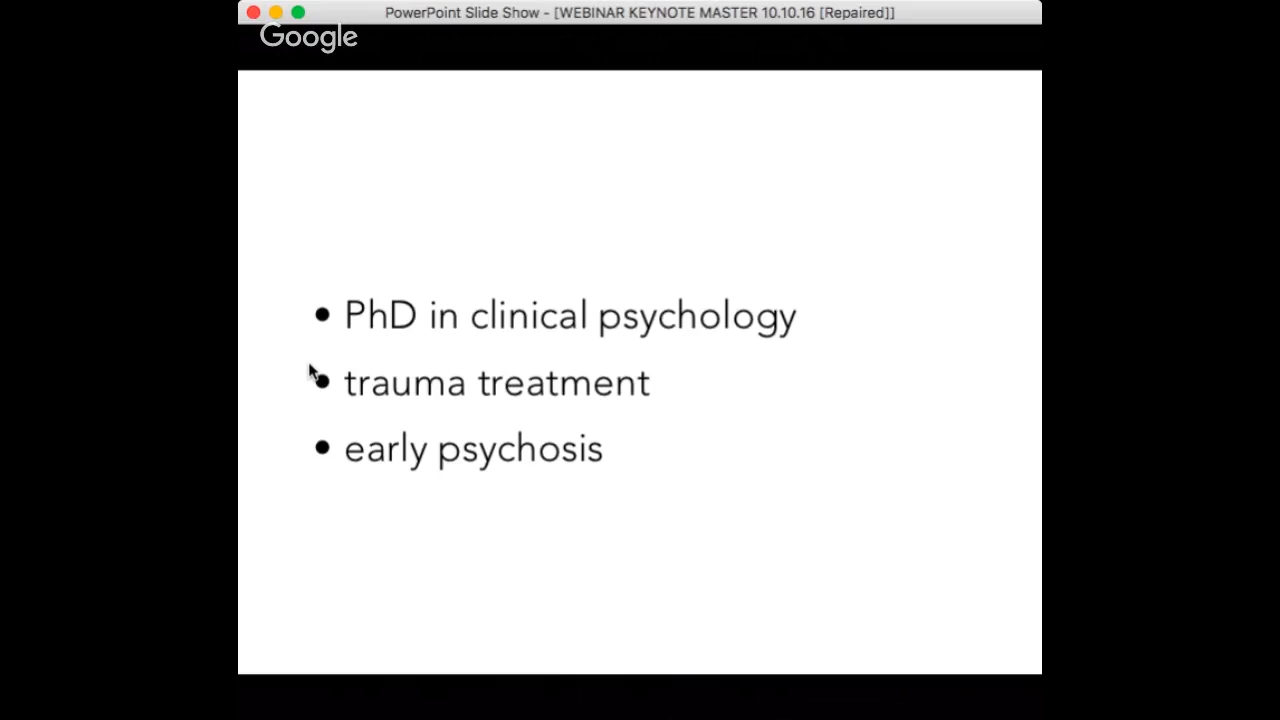 PowerPoint Slide Show - [WEBINAR KEYNOTE MASTER 10.10.16 [Repaired]]
Google
• PhD in clinical psychology
• trauma treatment
• early psychosis